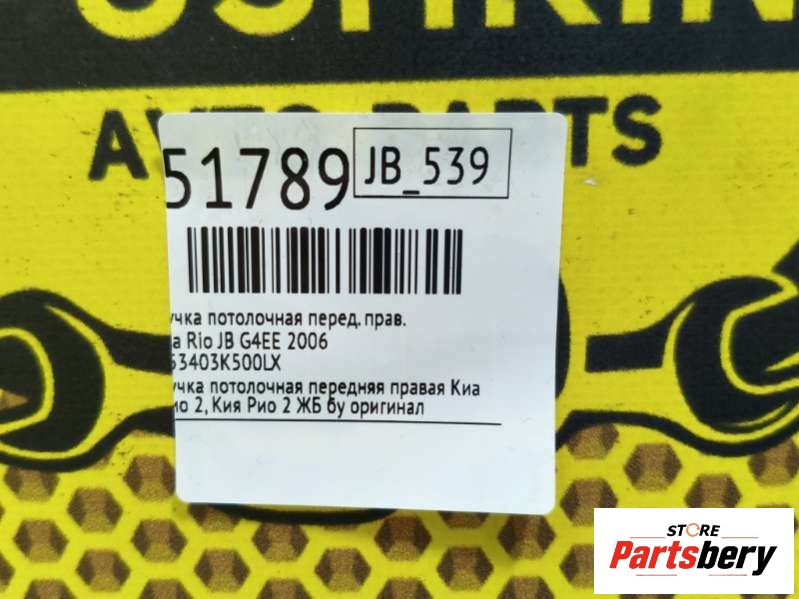 AVTO PARTS
51789
JB_539
учка потолочная перед. прав.
a Rio JB G4EE 2006
53403K500LX
учка потолочная передняя правая Киа
ио 2, Кия Рио 2 ЖБ бу оригинал
STORE
Partsbery